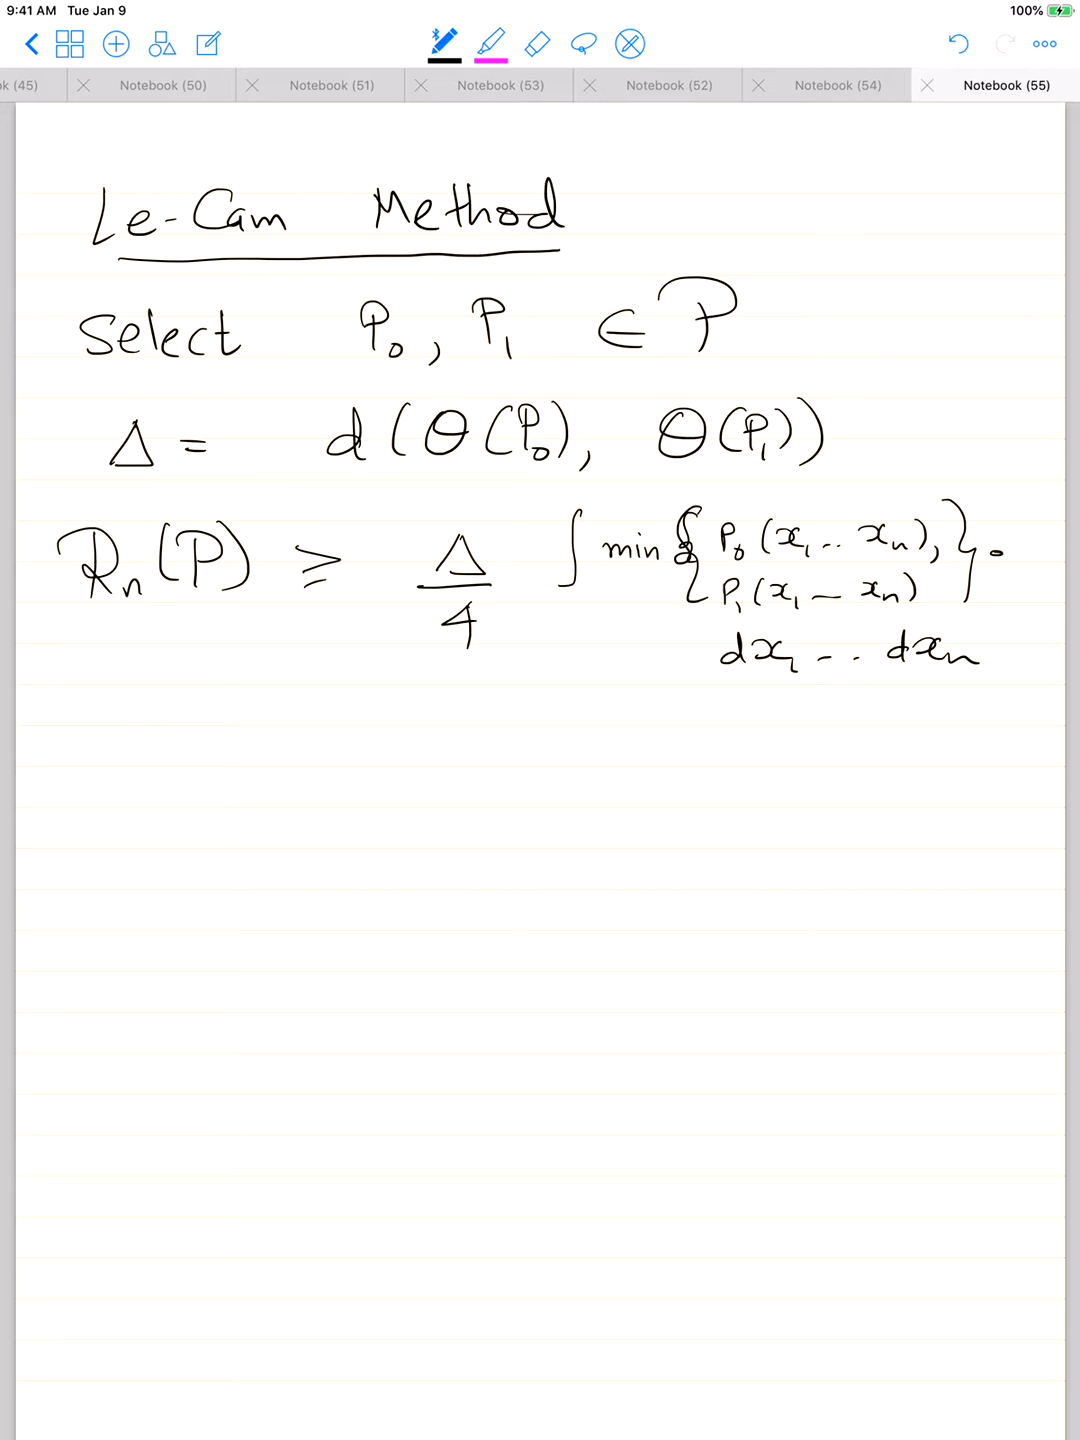 9:41 AM Tue Jan 9 100%
ok (45) Notebook (50) Notebook (51) Notebook (53) Notebook (52) Notebook (54) Notebook (55)
Le-Cam Method
Select P₀, P₁ ∈ P
Δ = d(θ(P₀), θ(P₁))
Rₙ(P) ≥ Δ/4 ∫ min { P₀(x₁..xₙ), P₁(x₁–xₙ) } .
dx₁ -.. dxₙ